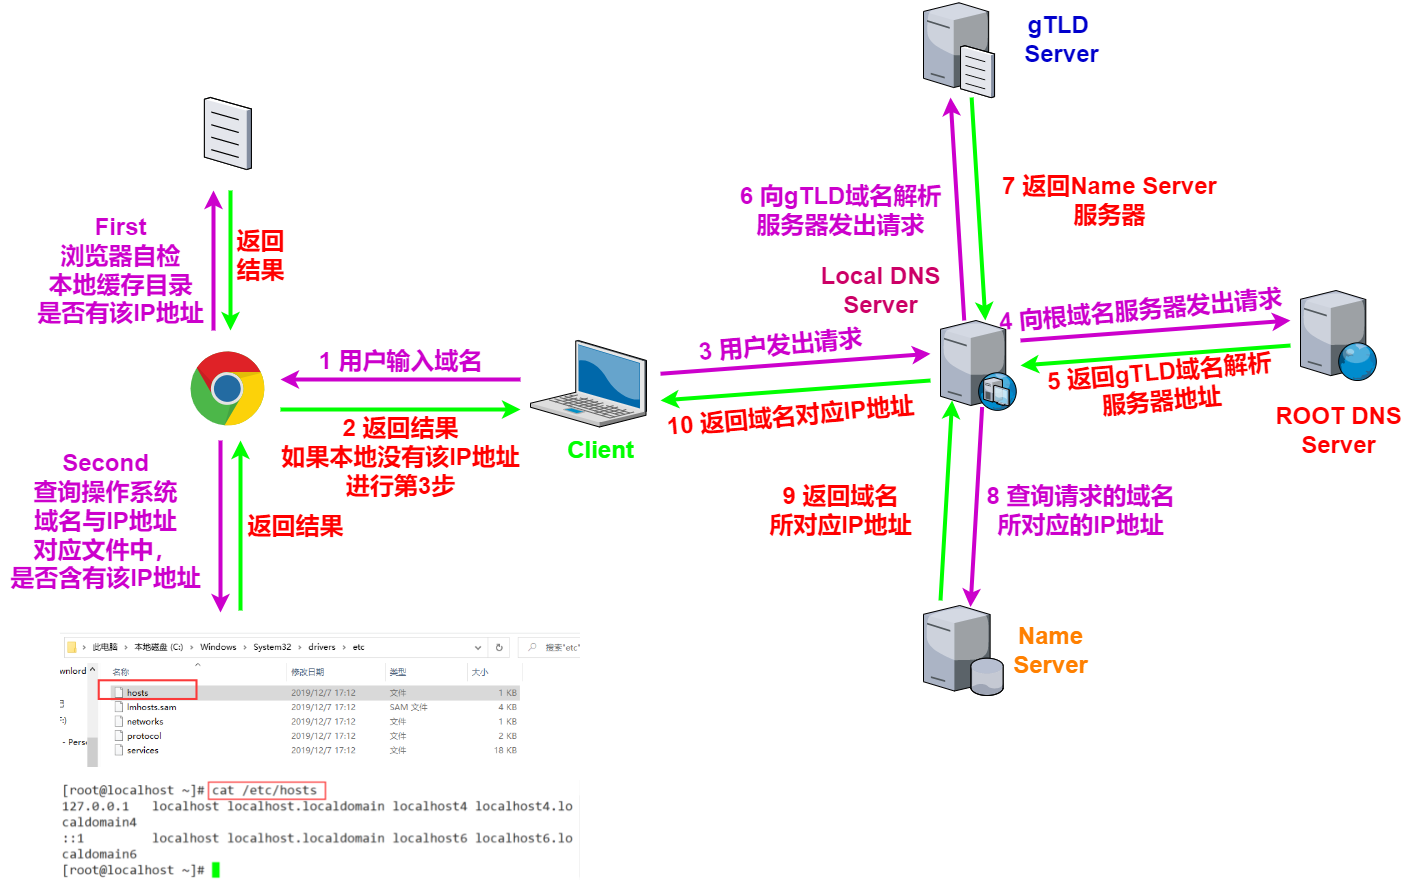 gTLD
Server
6 向gTLD域名解析
服务器发出请求
7 返回Name Server
服务器
First
浏览器自检
本地缓存目录
是否有该IP地址
返回
结果
Local DNS
Server
4 向根域名服务器发出请求
5 返回gTLD域名解析
服务器地址
ROOT DNS
Server
1 用户输入域名
2 返回结果
如果本地没有该IP地址
进行第3步
Client
3 用户发出请求
10 返回域名对应IP地址
Second
查询操作系统
域名与IP地址
对应文件中，
是否含有该IP地址
返回结果
9 返回域名
所对应IP地址
8 查询请求的域名
所对应的IP地址
Name
Server
此电脑 › 本地磁盘 (C:) › Windows › System32 › drivers › etc
搜索"etc"
wnlord
名称 修改日期 类型 大小
hosts 2019/12/7 17:12 文件 1 KB
lmhosts.sam 2019/12/7 17:12 SAM 文件 4 KB
networks 2019/12/7 17:12 文件 1 KB
protocol 2019/12/7 17:12 文件 2 KB
services 2019/12/7 17:12 文件 18 KB
- Pers
[root@localhost ~]# cat /etc/hosts
127.0.0.1 localhost localhost.localdomain localhost4 localhost4.lo
caldomain4
::1 localhost localhost.localdomain localhost6 localhost6.lo
caldomain6
[root@localhost ~]#